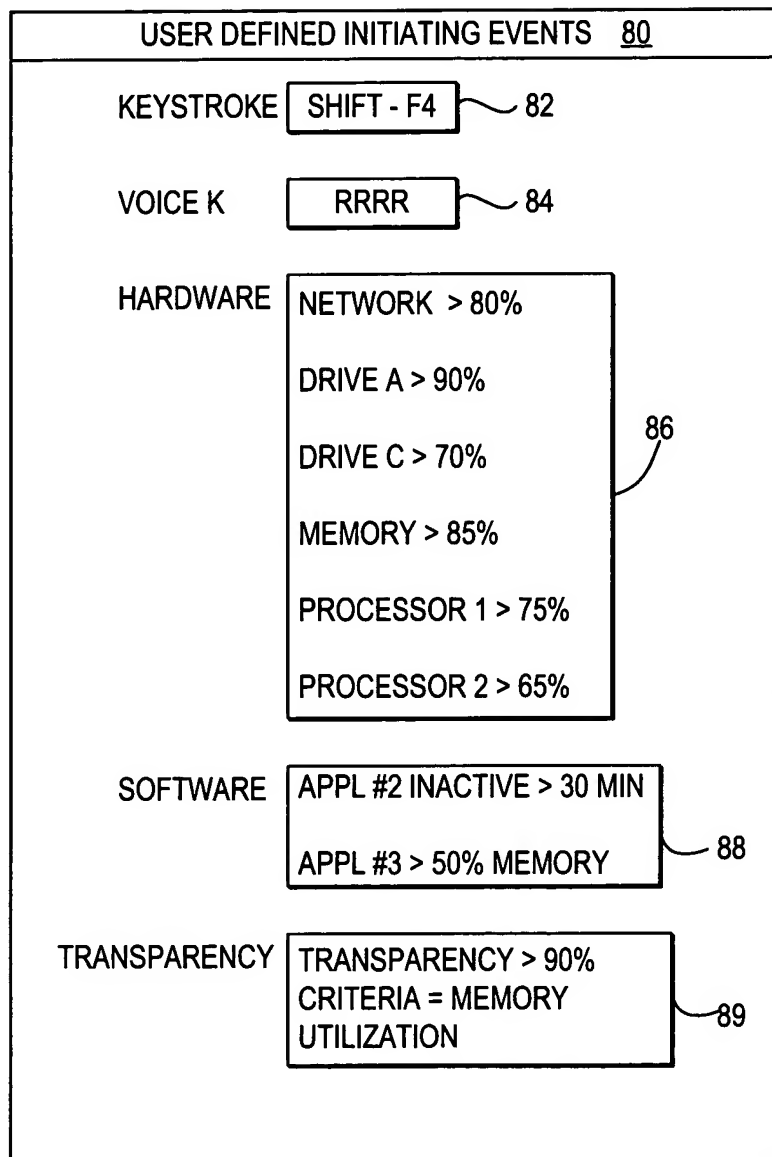 USER DEFINED INITIATING EVENTS 80
KEYSTROKE SHIFT - F4 82
VOICE K RRRR 84
HARDWARE NETWORK > 80%
DRIVE A > 90%
86
DRIVE C > 70%
MEMORY > 85%
PROCESSOR 1 > 75%
PROCESSOR 2 > 65%
SOFTWARE APPL #2 INACTIVE > 30 MIN
88
APPL #3 > 50% MEMORY
TRANSPARENCY TRANSPARENCY > 90%
CRITERIA = MEMORY
89
UTILIZATION